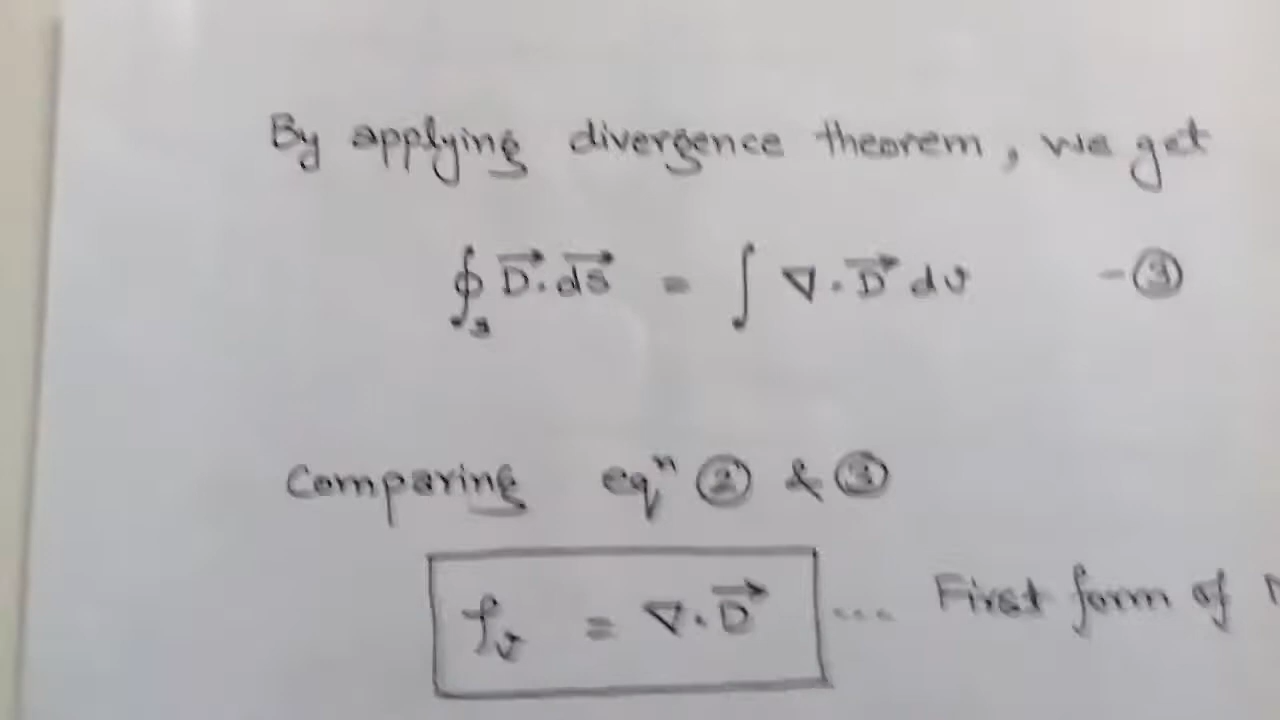 By applying divergence theorem, we get
∮ₛ D⃗ . ds⃗ = ∫ ∇ . D⃗ dv - ③
Comparing eqⁿ ② & ③
ρᵥ = ∇ . D⃗ ... First form of